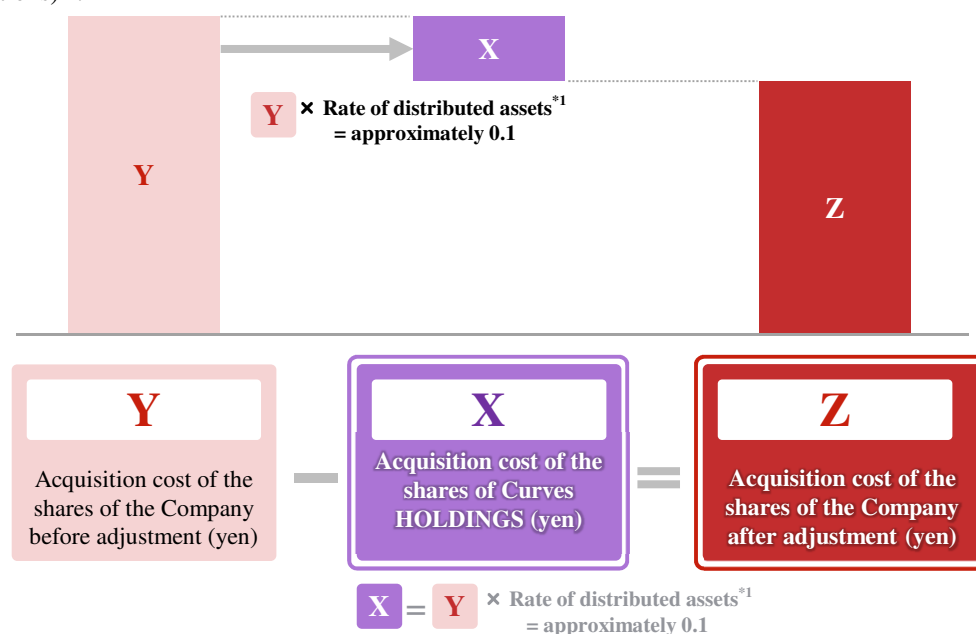 X
Y × Rate of distributed assets*1
= approximately 0.1
Y
Z
Y
Acquisition cost of the
shares of the Company
before adjustment (yen)
−
X
Acquisition cost of the
shares of Curves
HOLDINGS (yen)
=
Z
Acquisition cost of the
shares of the Company
after adjustment (yen)
X = Y × Rate of distributed assets*1
= approximately 0.1